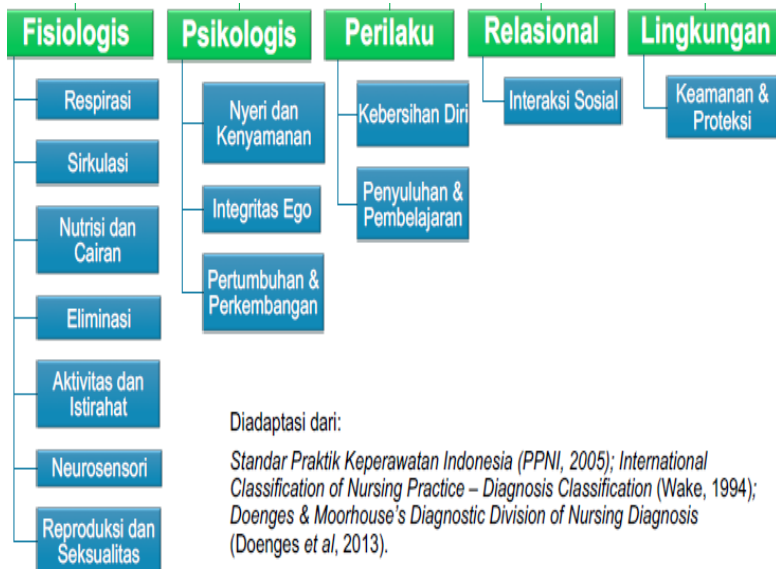 Fisiologis
Respirasi
Sirkulasi
Nutrisi dan
Cairan
Eliminasi
Aktivitas dan
Istirahat
Neurosensori
Reproduksi dan
Seksualitas
Psikologis
Nyeri dan
Kenyamanan
Integritas Ego
Pertumbuhan &
Perkembangan
Perilaku
Kebersihan Diri
Penyuluhan &
Pembelajaran
Relasional
Interaksi Sosial
Lingkungan
Keamanan &
Proteksi
Diadaptasi dari:
Standar Praktik Keperawatan Indonesia (PPNI, 2005); International
Classification of Nursing Practice – Diagnosis Classification (Wake, 1994);
Doenges & Moorhouse's Diagnostic Division of Nursing Diagnosis
(Doenges et al, 2013).